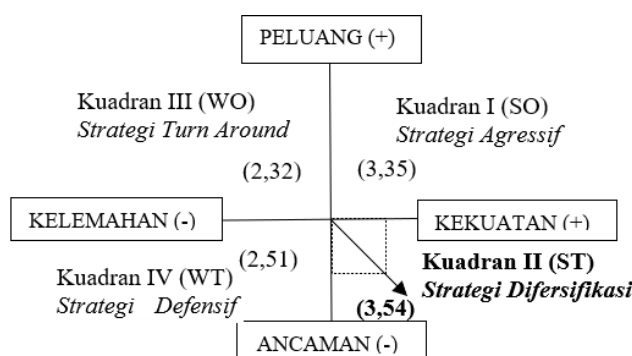 PELUANG (+)
Kuadran III (WO)
Strategi Turn Around
Kuadran I (SO)
Strategi Agressif
(2,32)
(3,35)
KELEMAHAN (-)
KEKUATAN (+)
(2,51)
Kuadran IV (WT)
Strategi Defensif
Kuadran II (ST)
Strategi Difersifikasi
(3,54)
ANCAMAN (-)